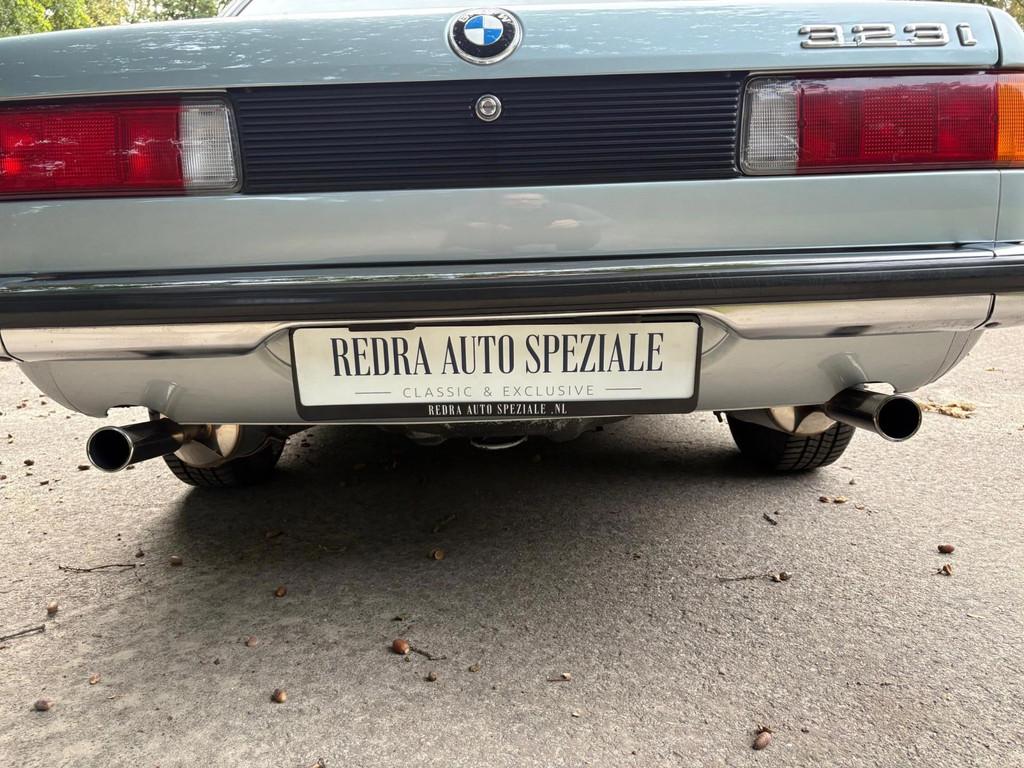 BMW
323i
REDRA AUTO SPEZIALE
CLASSIC & EXCLUSIVE
REDRA AUTO SPEZIALE .NL